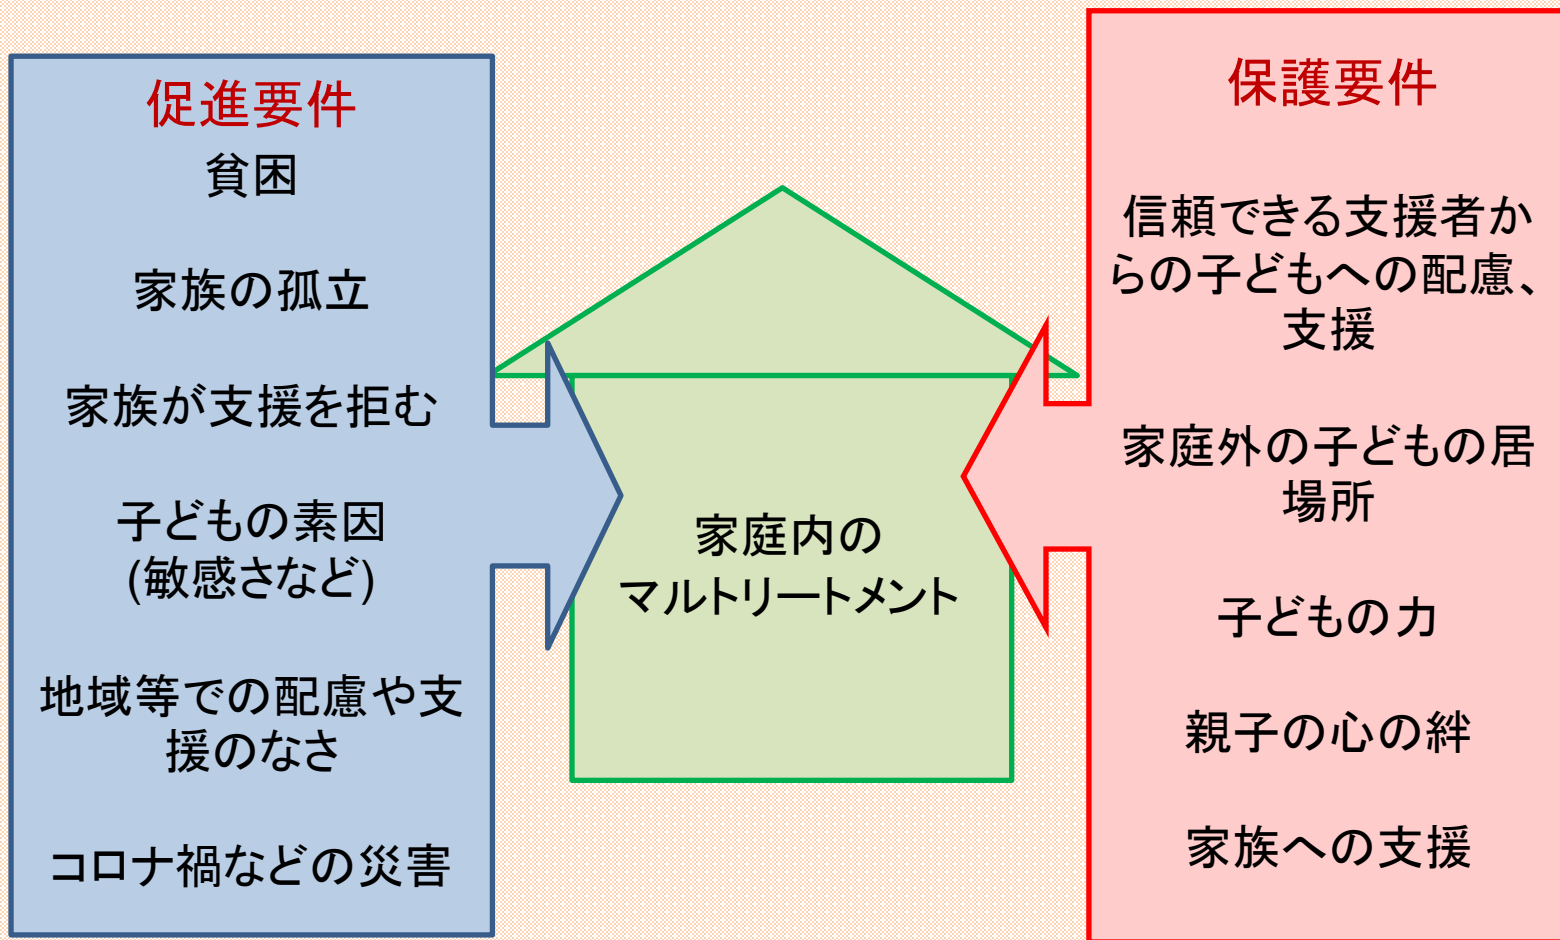 促進要件
貧困
家族の孤立
家族が支援を拒む
子どもの素因
(敏感さなど)
地域等での配慮や支
援のなさ
コロナ禍などの災害
家庭内の
マルトリートメント
保護要件
信頼できる支援者か
らの子どもへの配慮、
支援
家庭外の子どもの居
場所
子どもの力
親子の心の絆
家族への支援